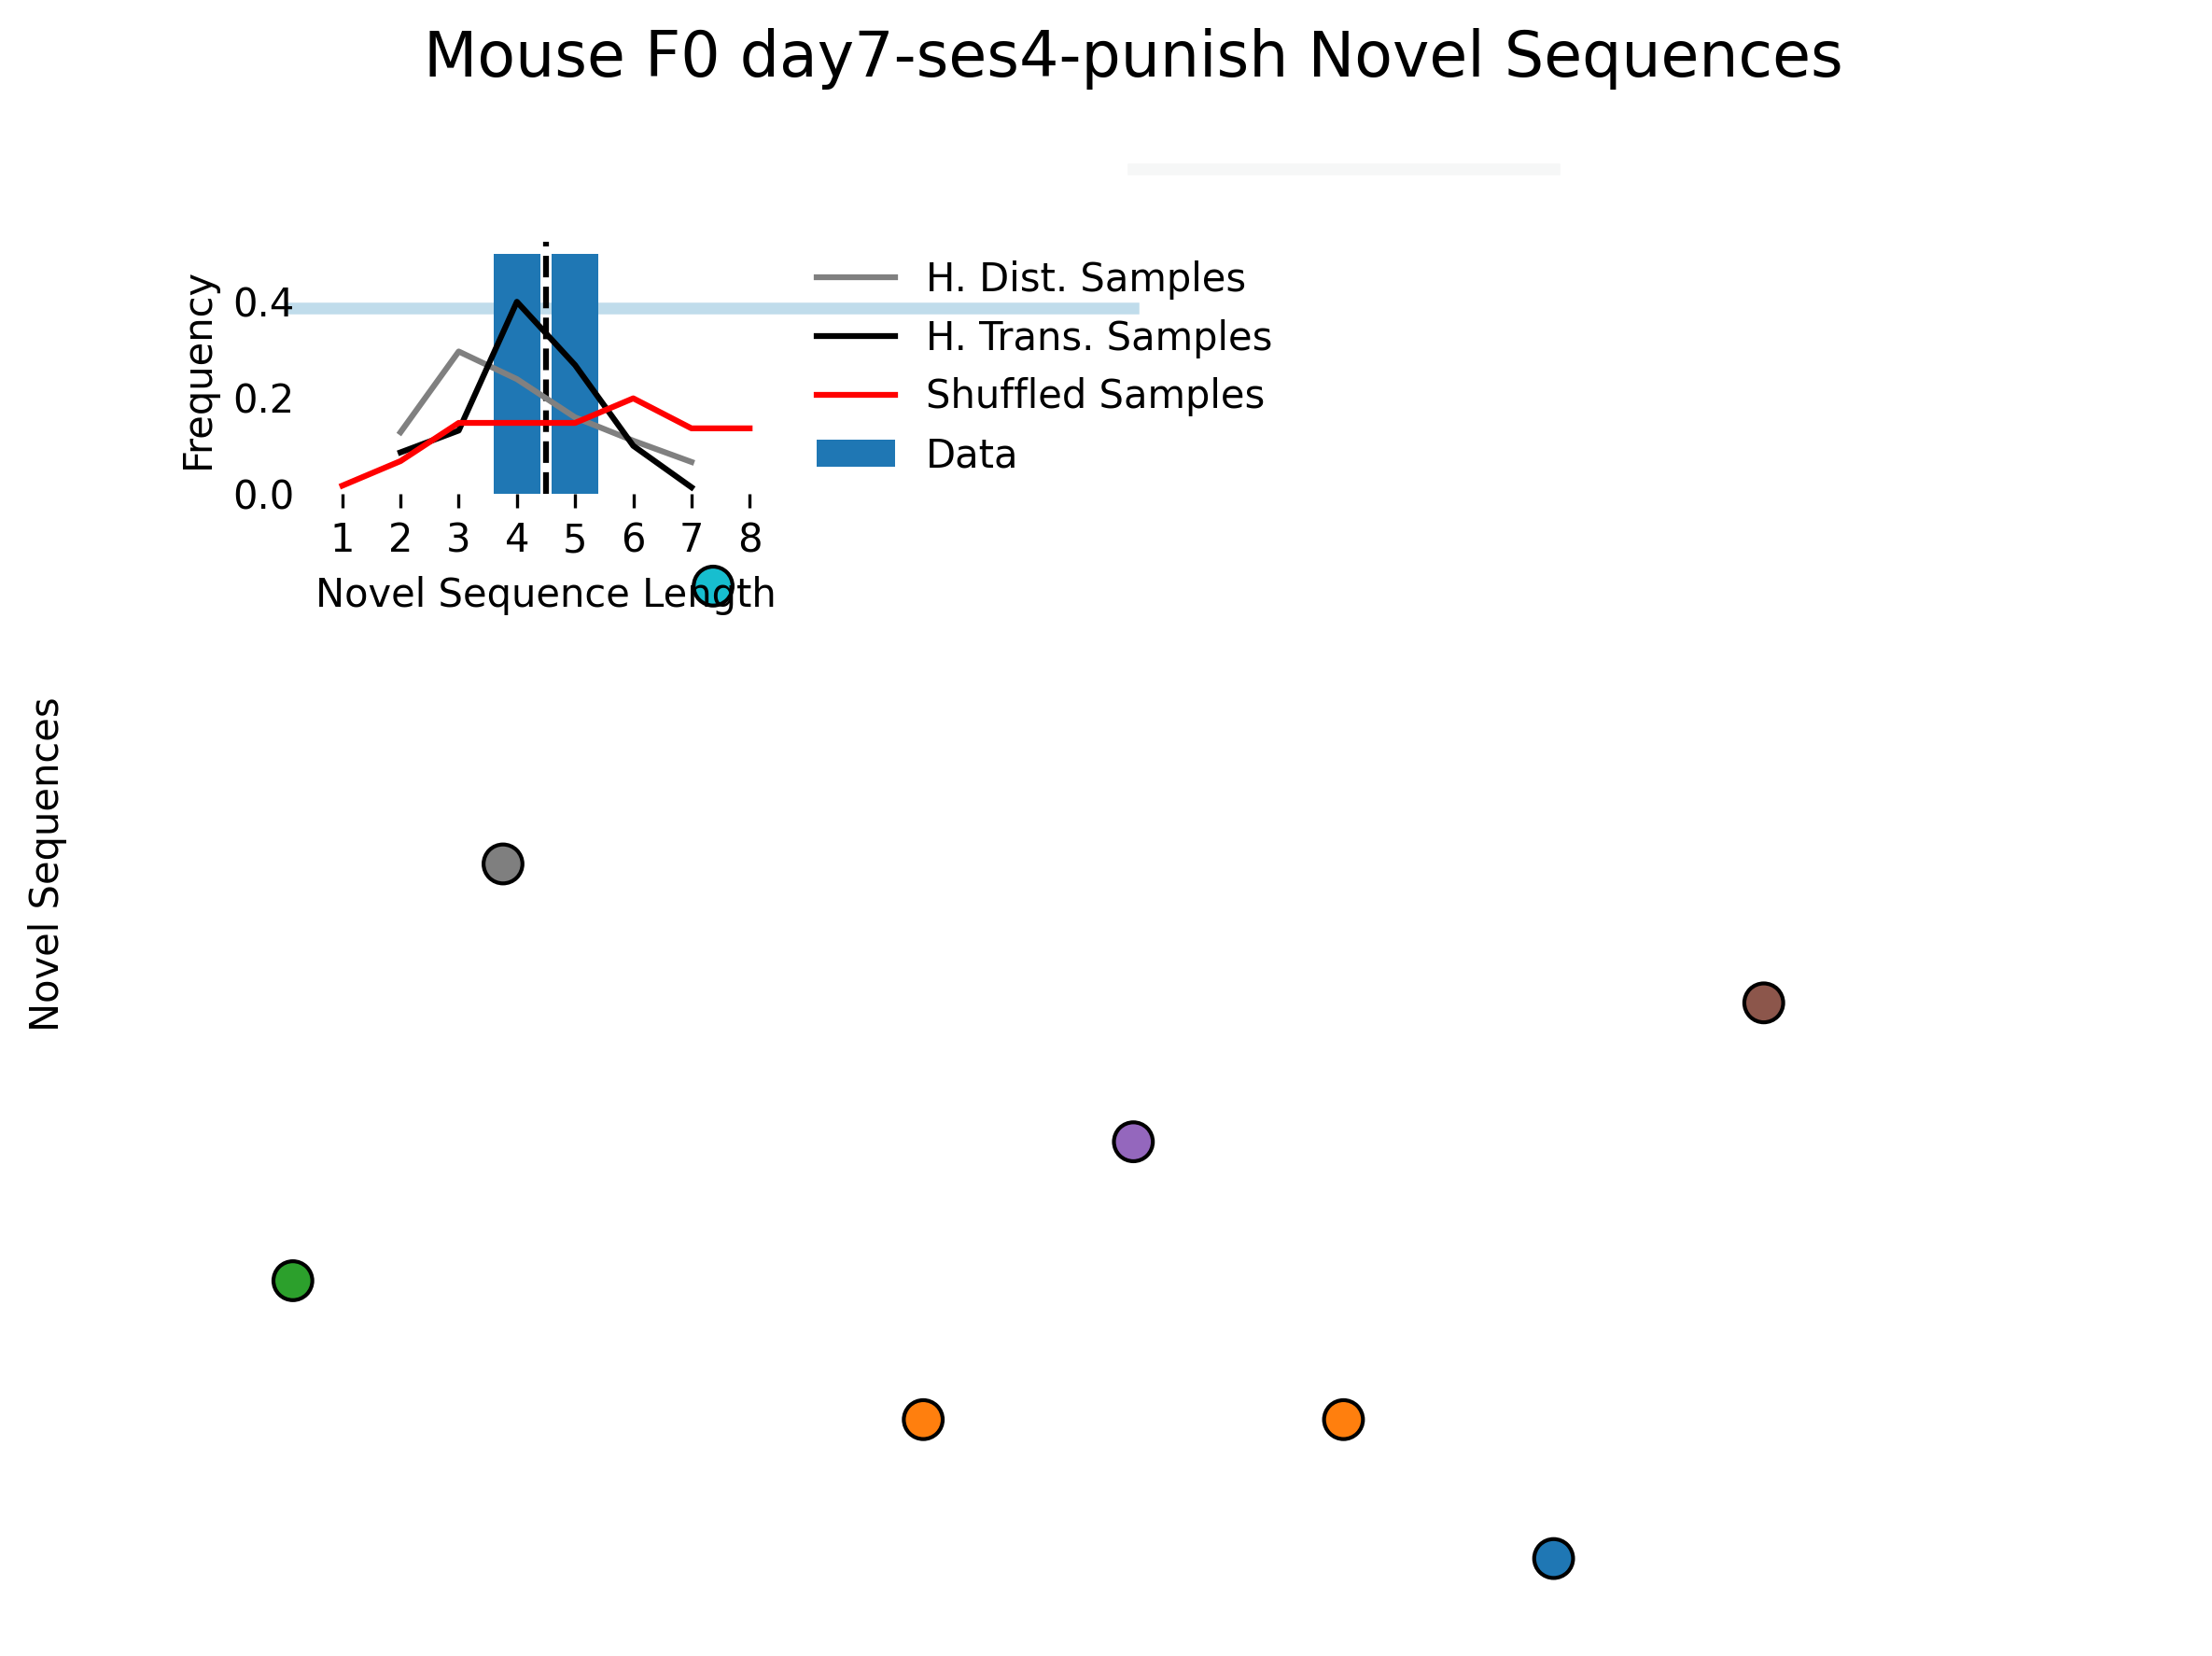 Mouse F0 day7-ses4-punish Novel Sequences
Frequency
0.4
0.2
0.0
1 2 3 4 5 6 7 8
Novel Sequence Length
H. Dist. Samples
H. Trans. Samples
Shuffled Samples
Data
Novel Sequences